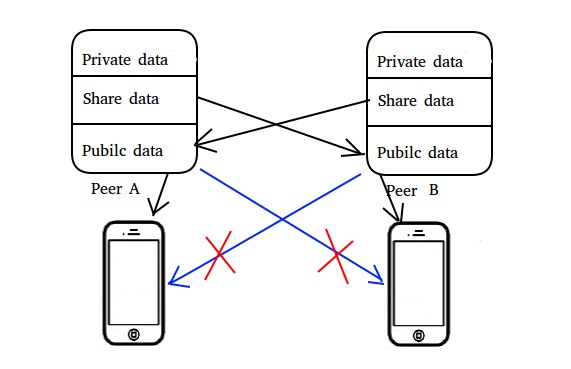 Private data
Share data
Pubilc data
Peer A
Private data
Share data
Pubilc data
Peer B